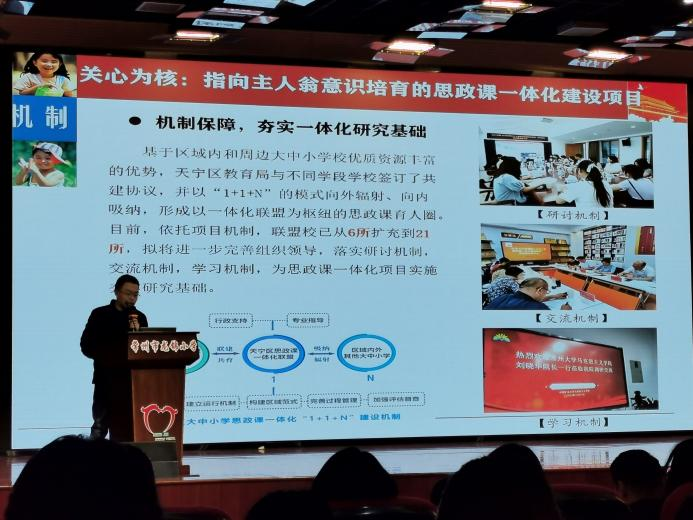 关心为核：指向主人翁意识培育的思政课一体化建设项目
机制
● 机制保障，夯实一体化研究基础
基于区域内和周边大中小学校优质资源丰富
的优势，天宁区教育局与不同学段学校签订了共
建协议，并以“1+1+N”的模式向外辐射、向内
吸纳，形成以一体化联盟为枢纽的思政课育人圈。
目前，依托项目机制，联盟校已从6所扩充到21
所，拟将进一步完善组织领导，落实研讨机制，
交流机制，学习机制，为思政课一体化项目实施
研究基础。
【研讨机制】
【交流机制】
热烈欢
州大学马克思主义学院
刘晓华院长一行莅临我院调研交流
【学习机制】
行政支持
专业指导
联建
共育
天宁区思政课
一体化联盟
吸纳
辐射
区域内外
其他大中小学
1
N
建立运行机制
构建区域范式
完善过程管理
加强评估督查
大中小学思政课一体化“1+1+N”建设机制
常州市龙锦小学